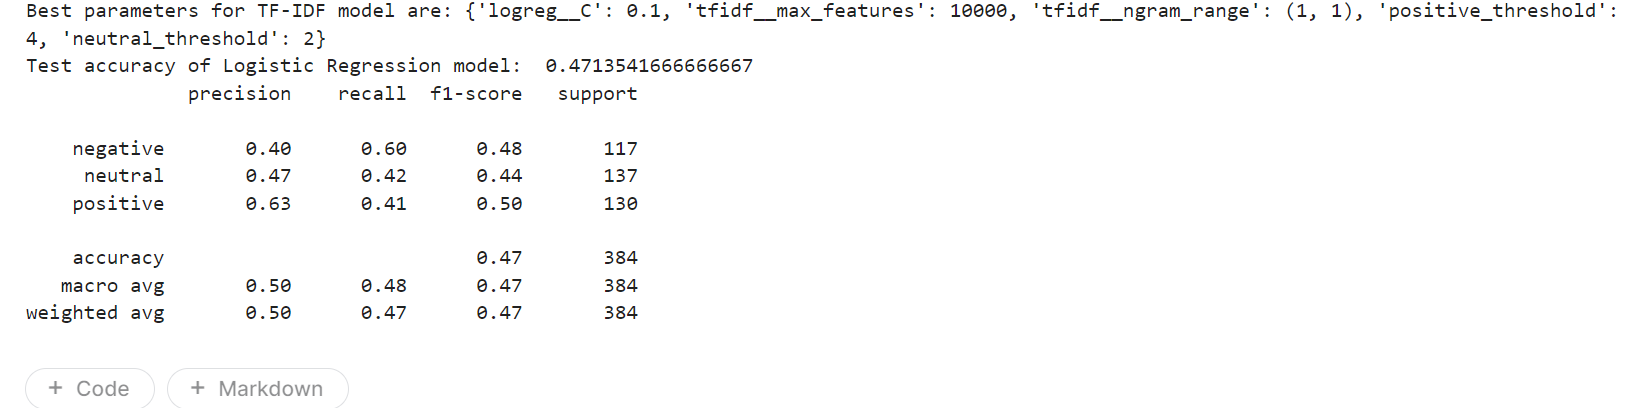 Best parameters for TF-IDF model are: {'logreg__C': 0.1, 'tfidf__max_features': 10000, 'tfidf__ngram_range': (1, 1), 'positive_threshold':
4, 'neutral_threshold': 2}
Test accuracy of Logistic Regression model:  0.4713541666666667
              precision    recall  f1-score   support
    negative       0.40      0.60      0.48       117
     neutral       0.47      0.42      0.44       137
    positive       0.63      0.41      0.50       130
    accuracy                           0.47       384
   macro avg       0.50      0.48      0.47       384
weighted avg       0.50      0.47      0.47       384
+ Code + Markdown